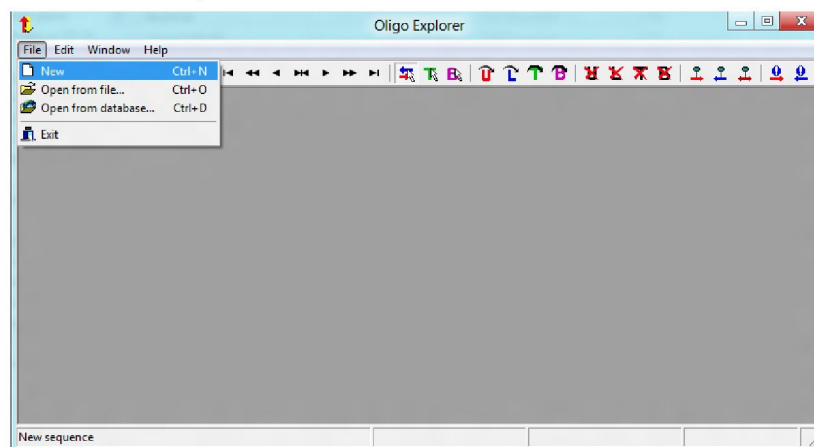 Oligo Explorer
File Edit Window Help
New Ctrl+N
Open from file... Ctrl+O
Open from database... Ctrl+D
Exit
New sequence